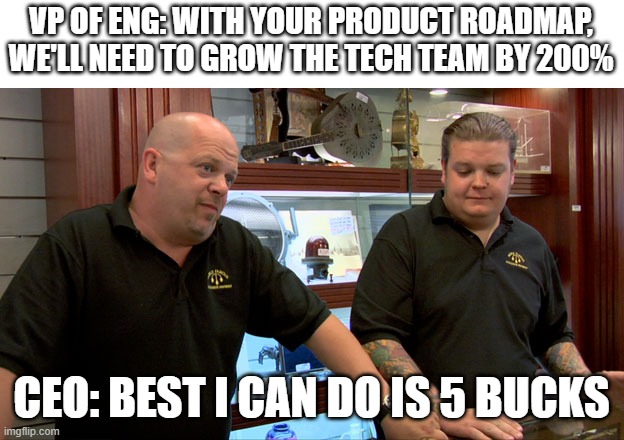 VP OF ENG: WITH YOUR PRODUCT ROADMAP,
WE'LL NEED TO GROW THE TECH TEAM BY 200%
CEO: BEST I CAN DO IS 5 BUCKS
imgflip.com